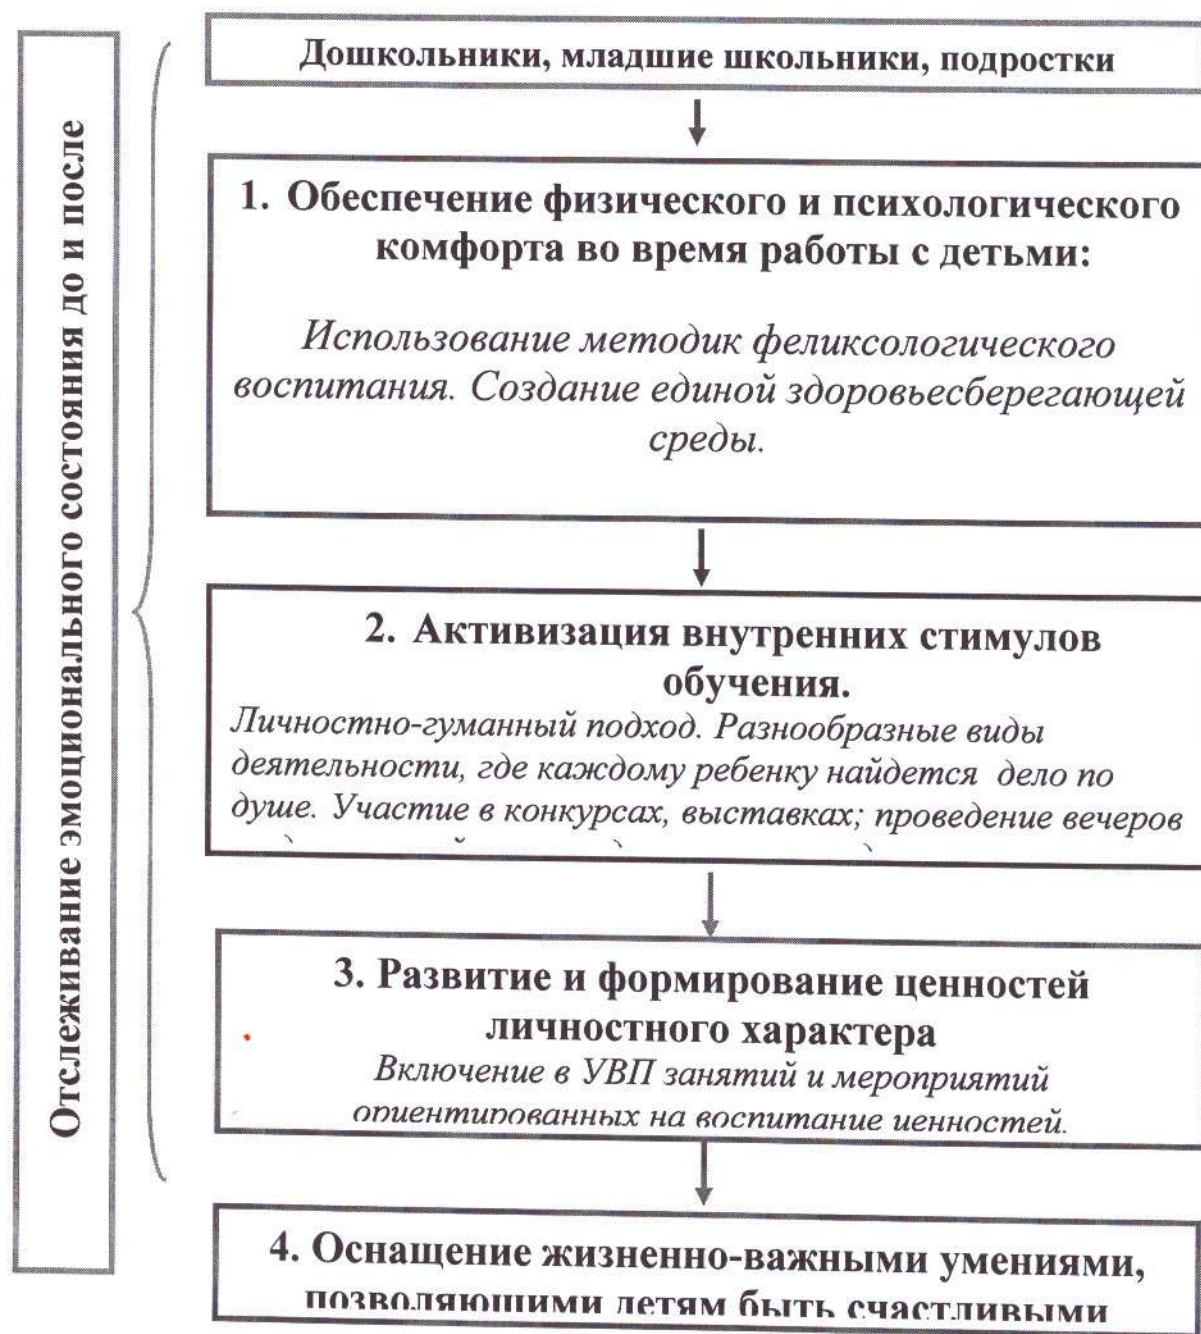 Отслеживание эмоционального состояния до и после
Дошкольники, младшие школьники, подростки
1. Обеспечение физического и психологического
комфорта во время работы с детьми:
Использование методик феликсологического
воспитания. Создание единой здоровьесберегающей
среды.
2. Активизация внутренних стимулов
обучения.
Личностно-гуманный подход. Разнообразные виды
деятельности, где каждому ребенку найдется дело по
душе. Участие в конкурсах, выставках; проведение вечеров
3. Развитие и формирование ценностей
личностного характера
Включение в УВП занятий и мероприятий
ориентированных на воспитание ценностей.
4. Оснащение жизненно-важными умениями,
позволяющими детям быть счастливыми